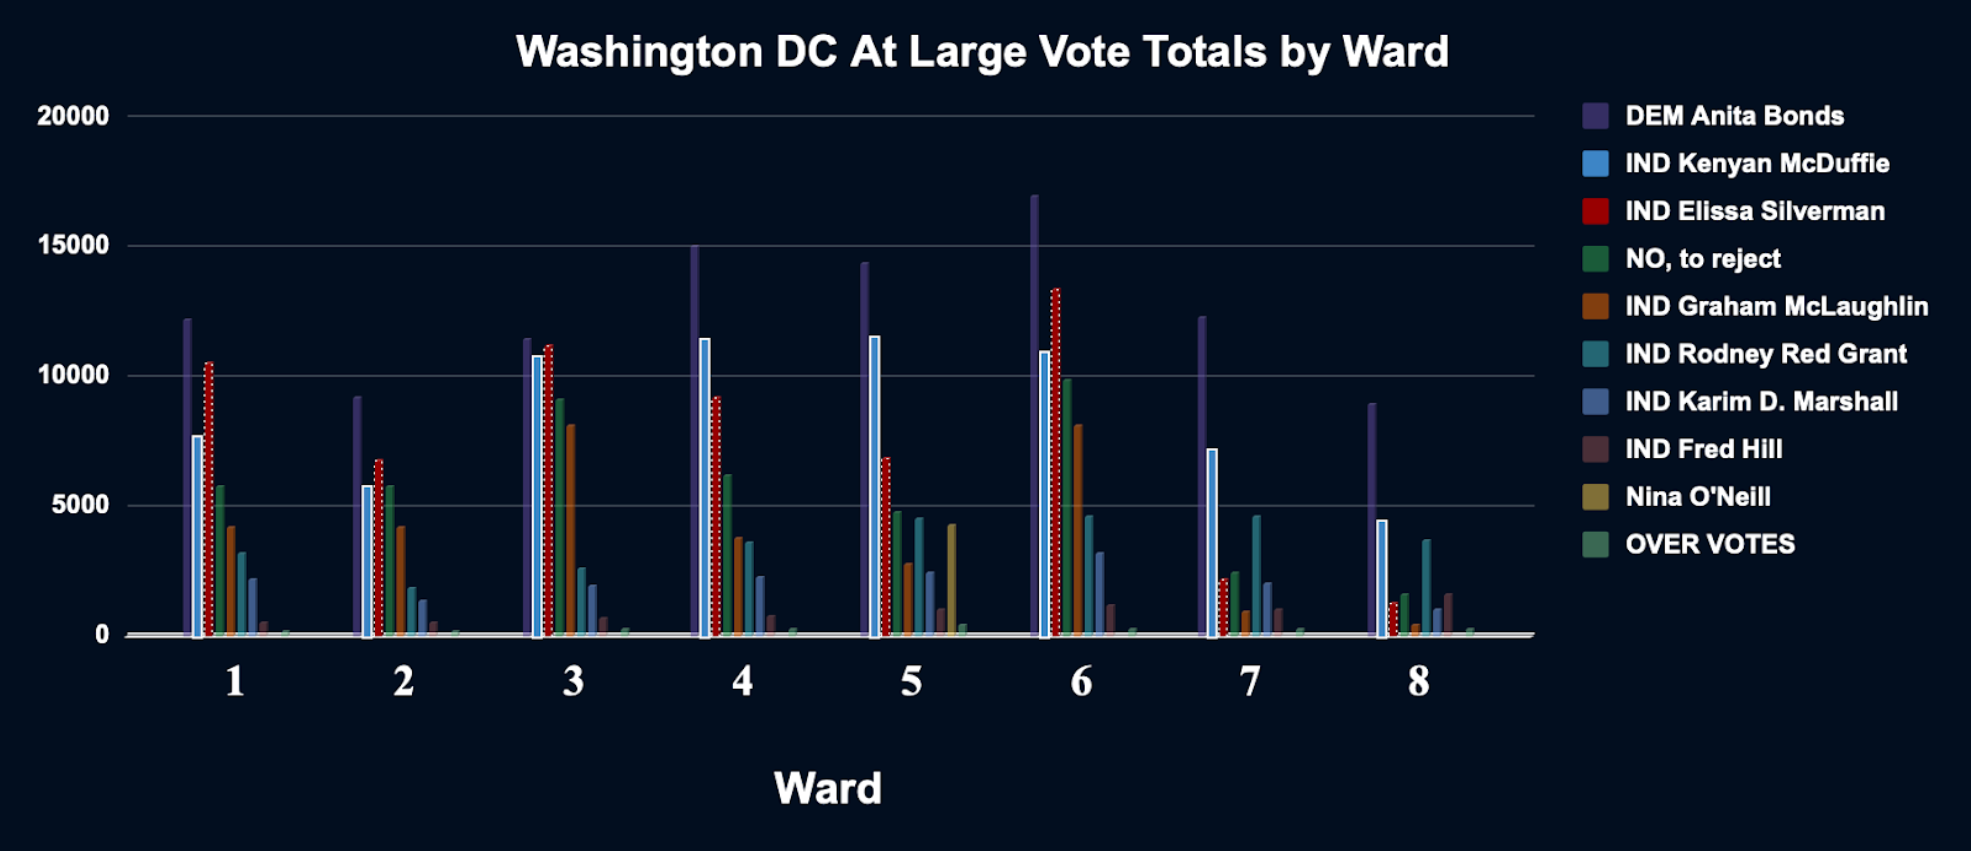 Washington DC At Large Vote Totals by Ward
20000
15000
10000
5000
0
1 2 3 4 5 6 7 8
Ward
DEM Anita Bonds
IND Kenyan McDuffie
IND Elissa Silverman
NO, to reject
IND Graham McLaughlin
IND Rodney Red Grant
IND Karim D. Marshall
IND Fred Hill
Nina O'Neill
OVER VOTES